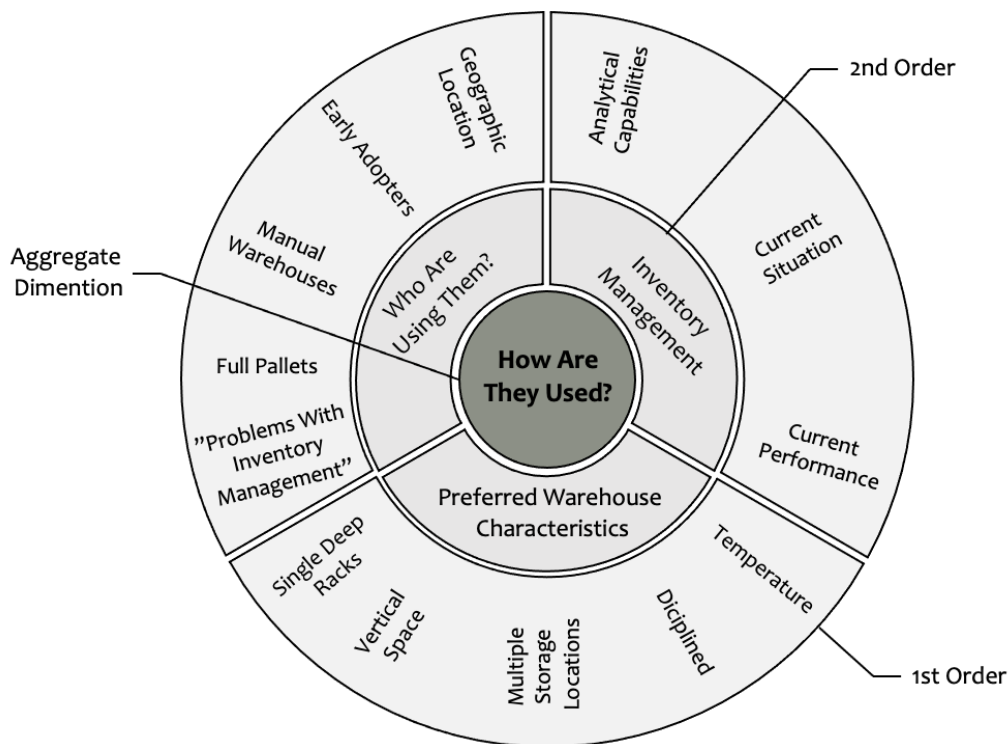 Geographic
Location
Analytical
Capabilities
2nd Order
Early Adopters
Manual
Warehouses
Current
Situation
Aggregate
Dimention
Who Are
Using Them?
Inventory
Management
How Are
They Used?
Full Pallets
"Problems With
Inventory
Management"
Current
Performance
Preferred Warehouse
Characteristics
Single Deep
Racks
Vertical
Space
Multiple
Storage
Locations
Diciplined
Temperature
1st Order